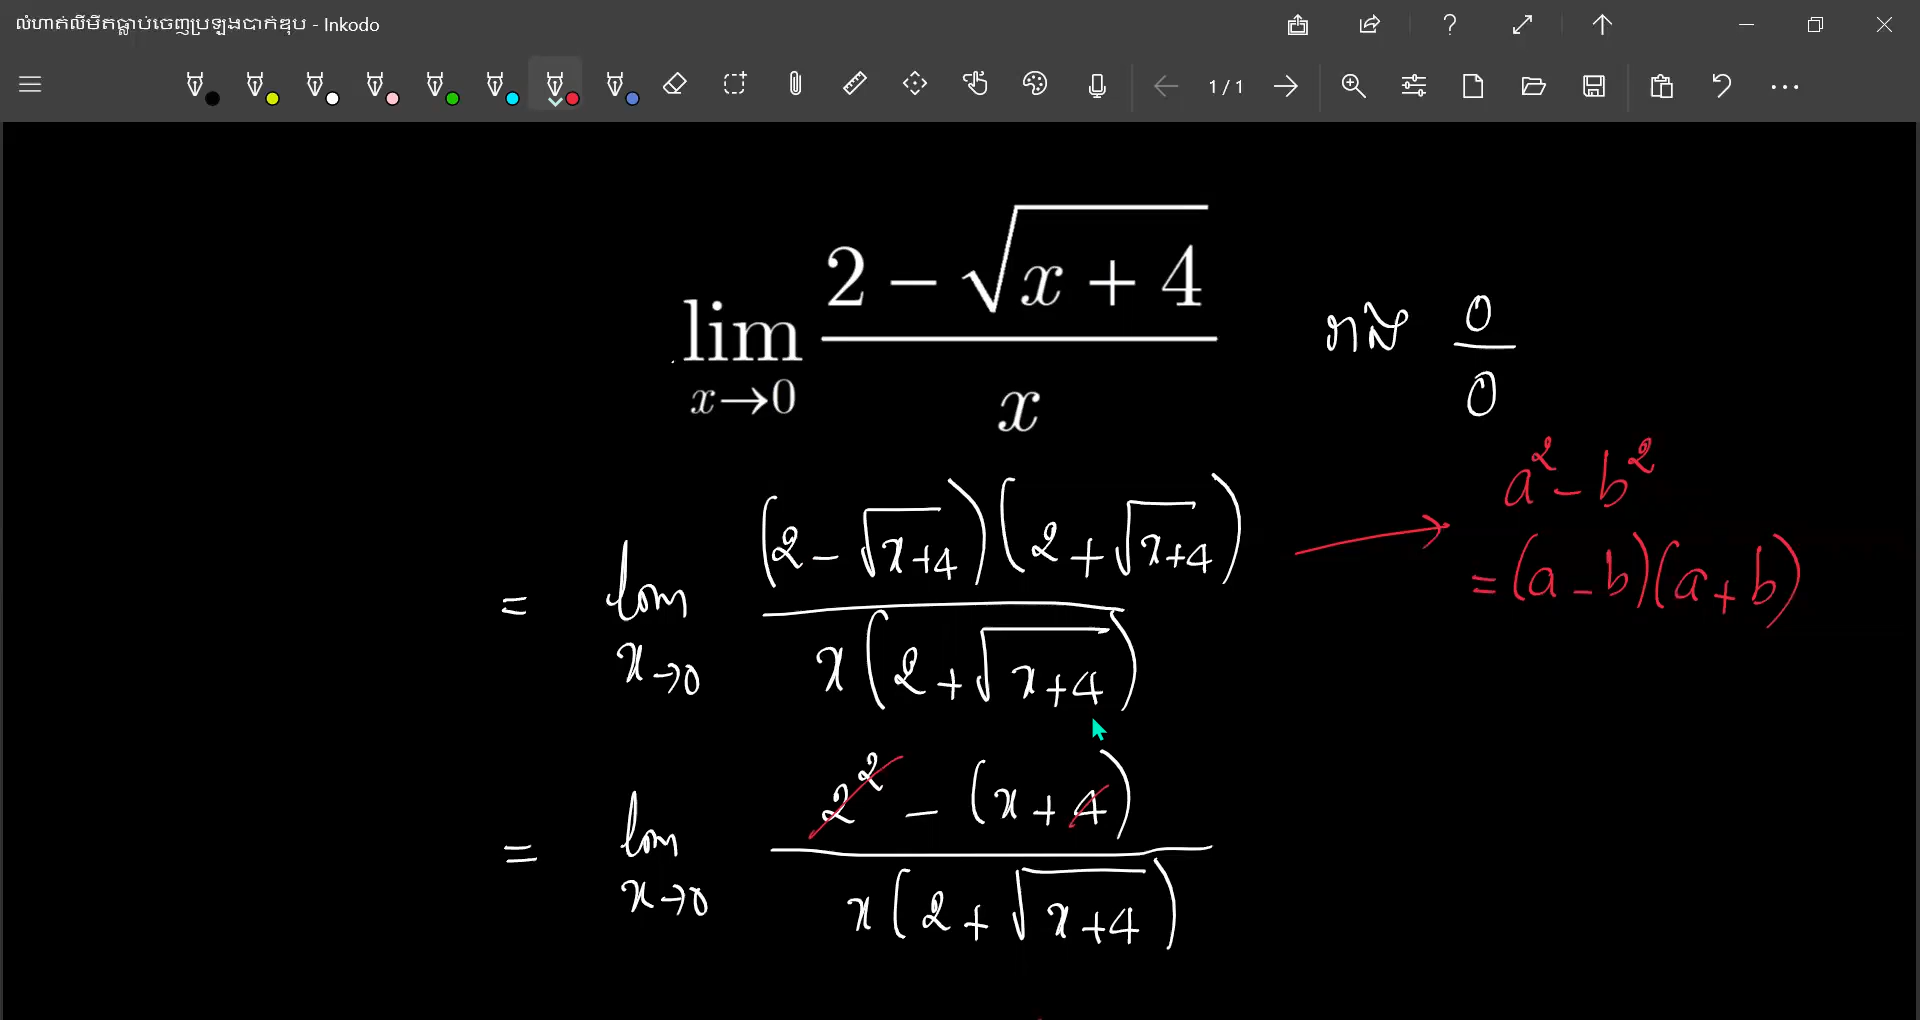 លំហាត់លីមីតធ្លាប់ចេញប្រឡងបាក់ឌុប - Inkodo
1 / 1
lim x→0 (2 − √(x + 4)) / x
រាង 0/0
a² − b²
= (a − b)(a + b)
= lim x→0 ((2 − √(x+4))(2 + √(x+4))) / (x(2 + √(x+4)))
= lim x→0 (2² − (x + 4)) / (x(2 + √(x+4)))